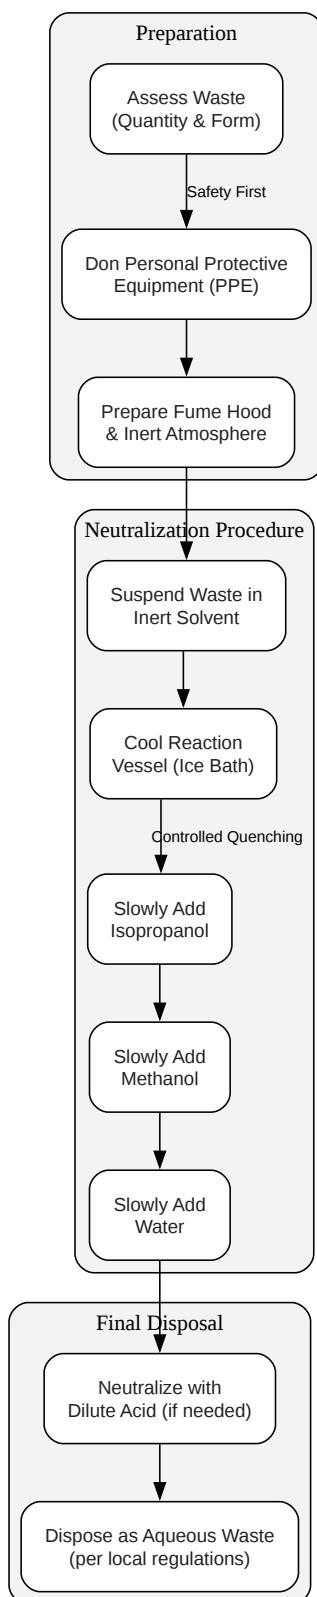 Preparation
Assess Waste
(Quantity & Form)
Safety First
Don Personal Protective
Equipment (PPE)
Prepare Fume Hood
& Inert Atmosphere
Neutralization Procedure
Suspend Waste in
Inert Solvent
Cool Reaction
Vessel (Ice Bath)
Controlled Quenching
Slowly Add
Isopropanol
Slowly Add
Methanol
Slowly Add
Water
Final Disposal
Neutralize with
Dilute Acid (if needed)
Dispose as Aqueous Waste
(per local regulations)